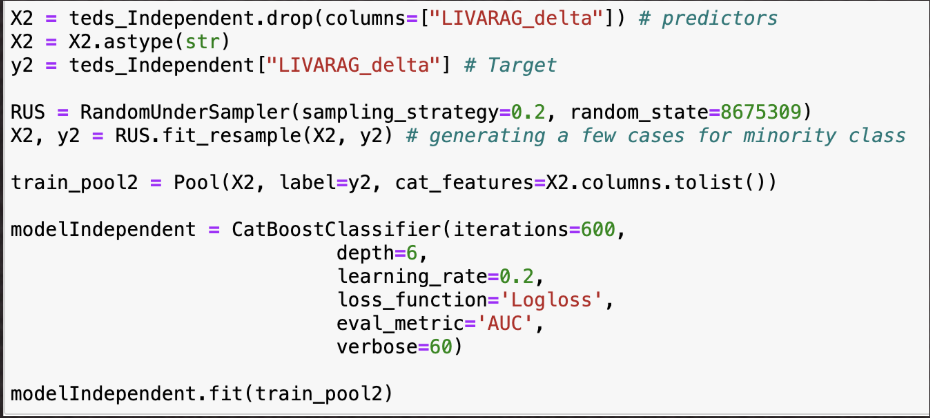 X2 = teds_Independent.drop(columns=["LIVARAG_delta"]) # predictors
X2 = X2.astype(str)
y2 = teds_Independent["LIVARAG_delta"] # Target
RUS = RandomUnderSampler(sampling_strategy=0.2, random_state=8675309)
X2, y2 = RUS.fit_resample(X2, y2) # generating a few cases for minority class
train_pool2 = Pool(X2, label=y2, cat_features=X2.columns.tolist())
modelIndependent = CatBoostClassifier(iterations=600,
depth=6,
learning_rate=0.2,
loss_function='Logloss',
eval_metric='AUC',
verbose=60)
modelIndependent.fit(train_pool2)